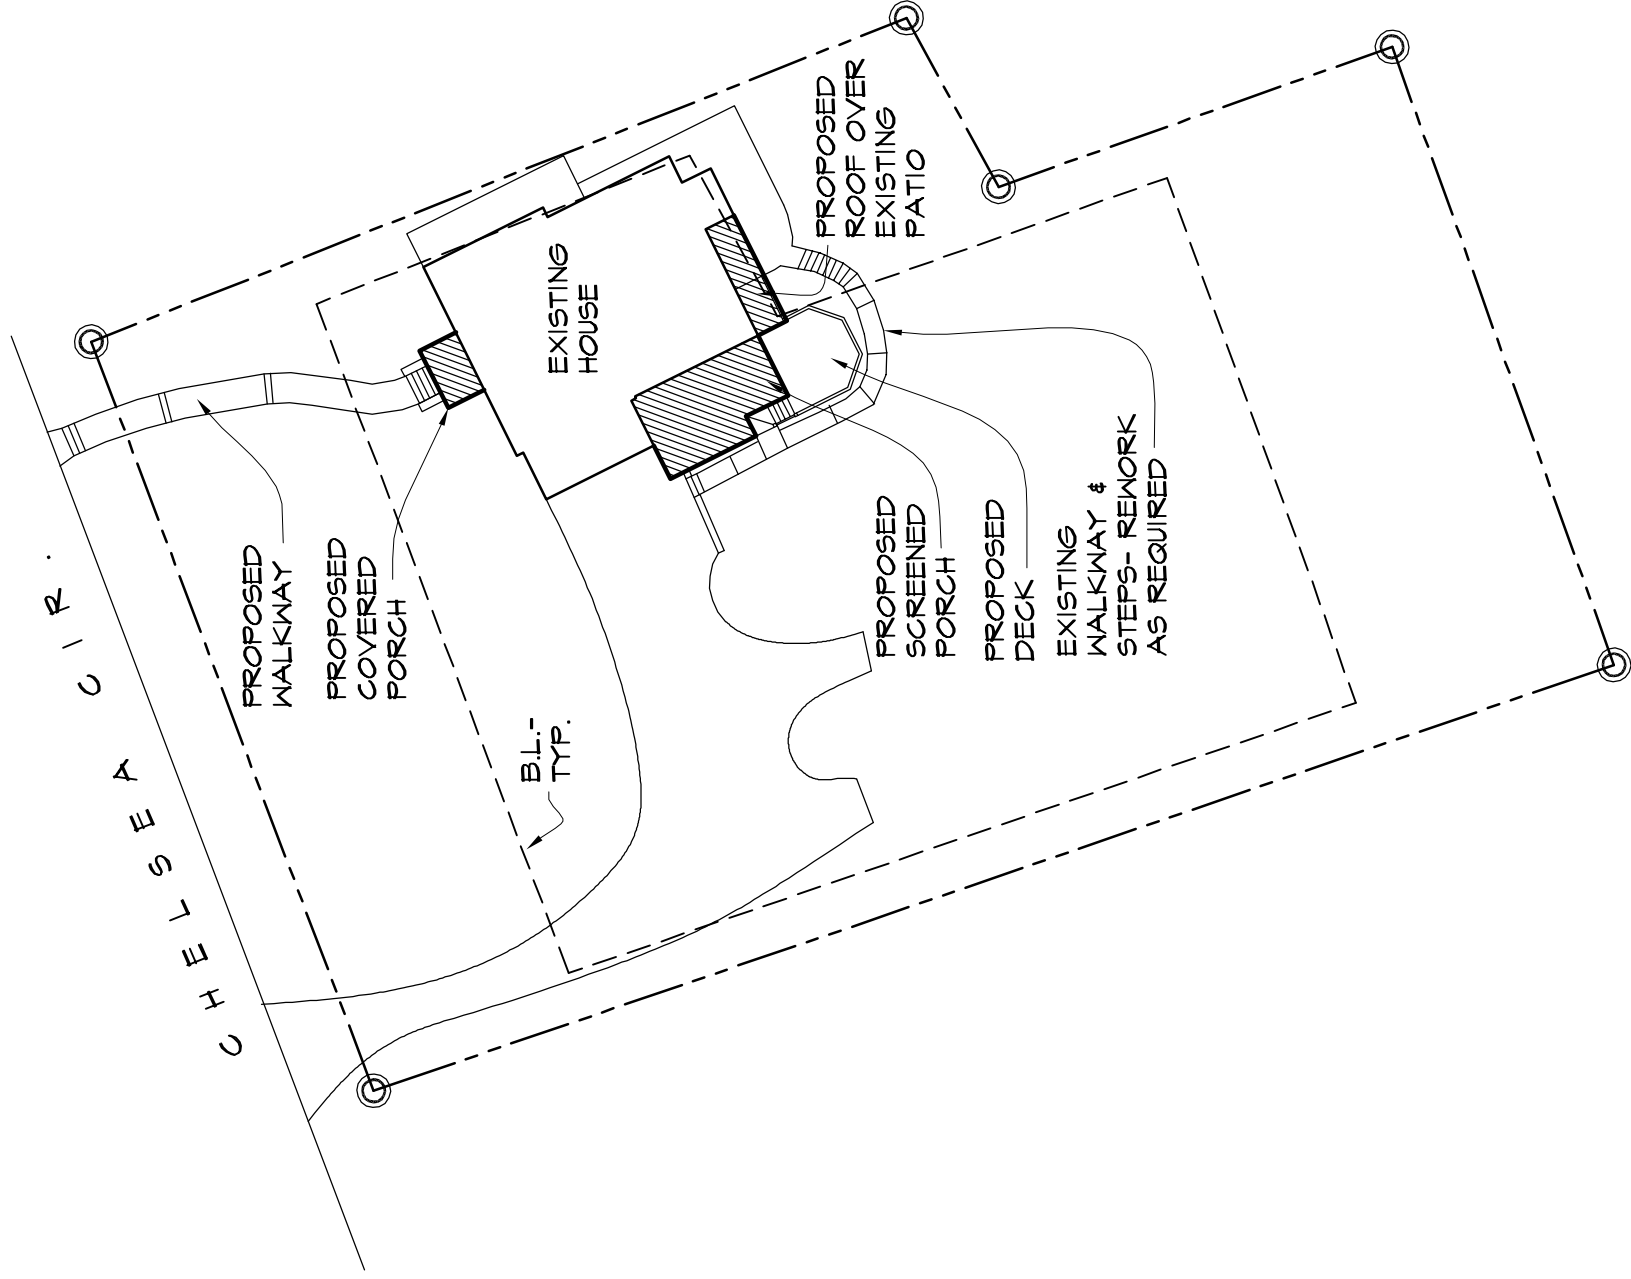 CHELSEA CIR.
PROPOSED
WALKWAY
PROPOSED
COVERED
PORCH
B.L.-
TYP.
EXISTING
HOUSE
PROPOSED
ROOF OVER
EXISTING
PATIO
PROPOSED
SCREENED
PORCH
PROPOSED
DECK
EXISTING
WALKWAY &
STEPS- REWORK
AS REQUIRED